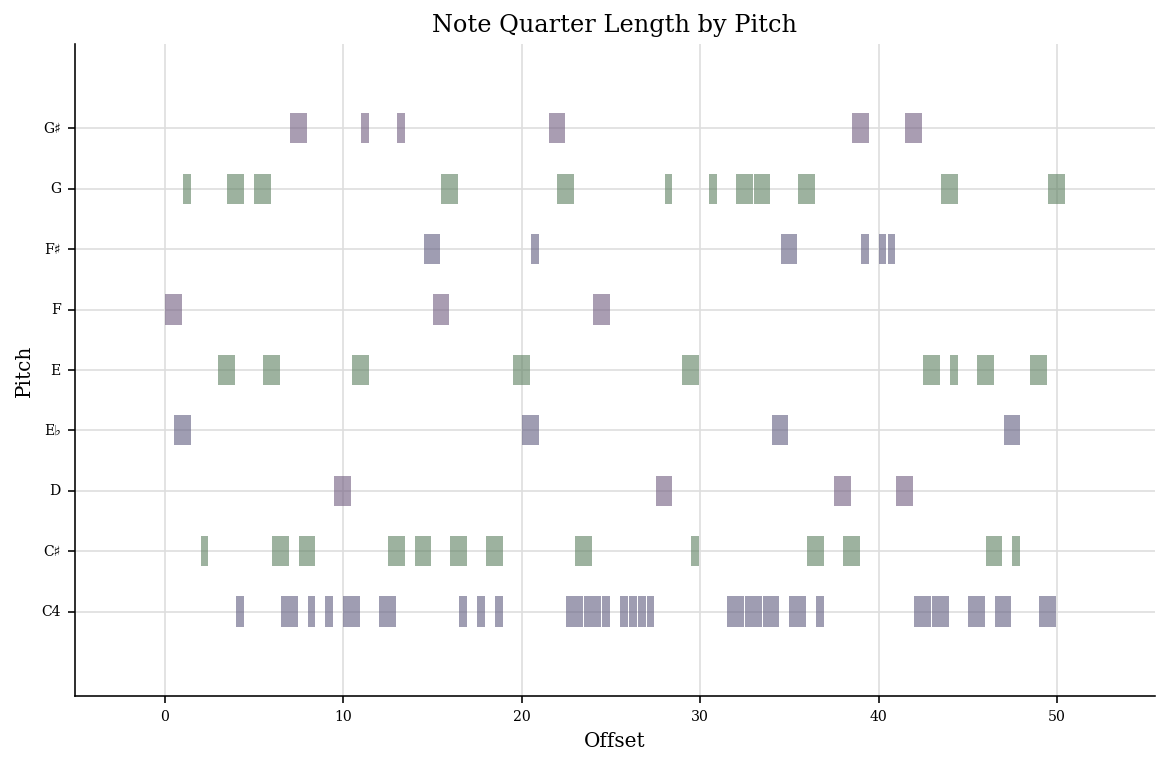 Note Quarter Length by Pitch
G♯
G
F♯
F
E
E♭
D
C♯
C4
Pitch
0 10 20 30 40 50
Offset